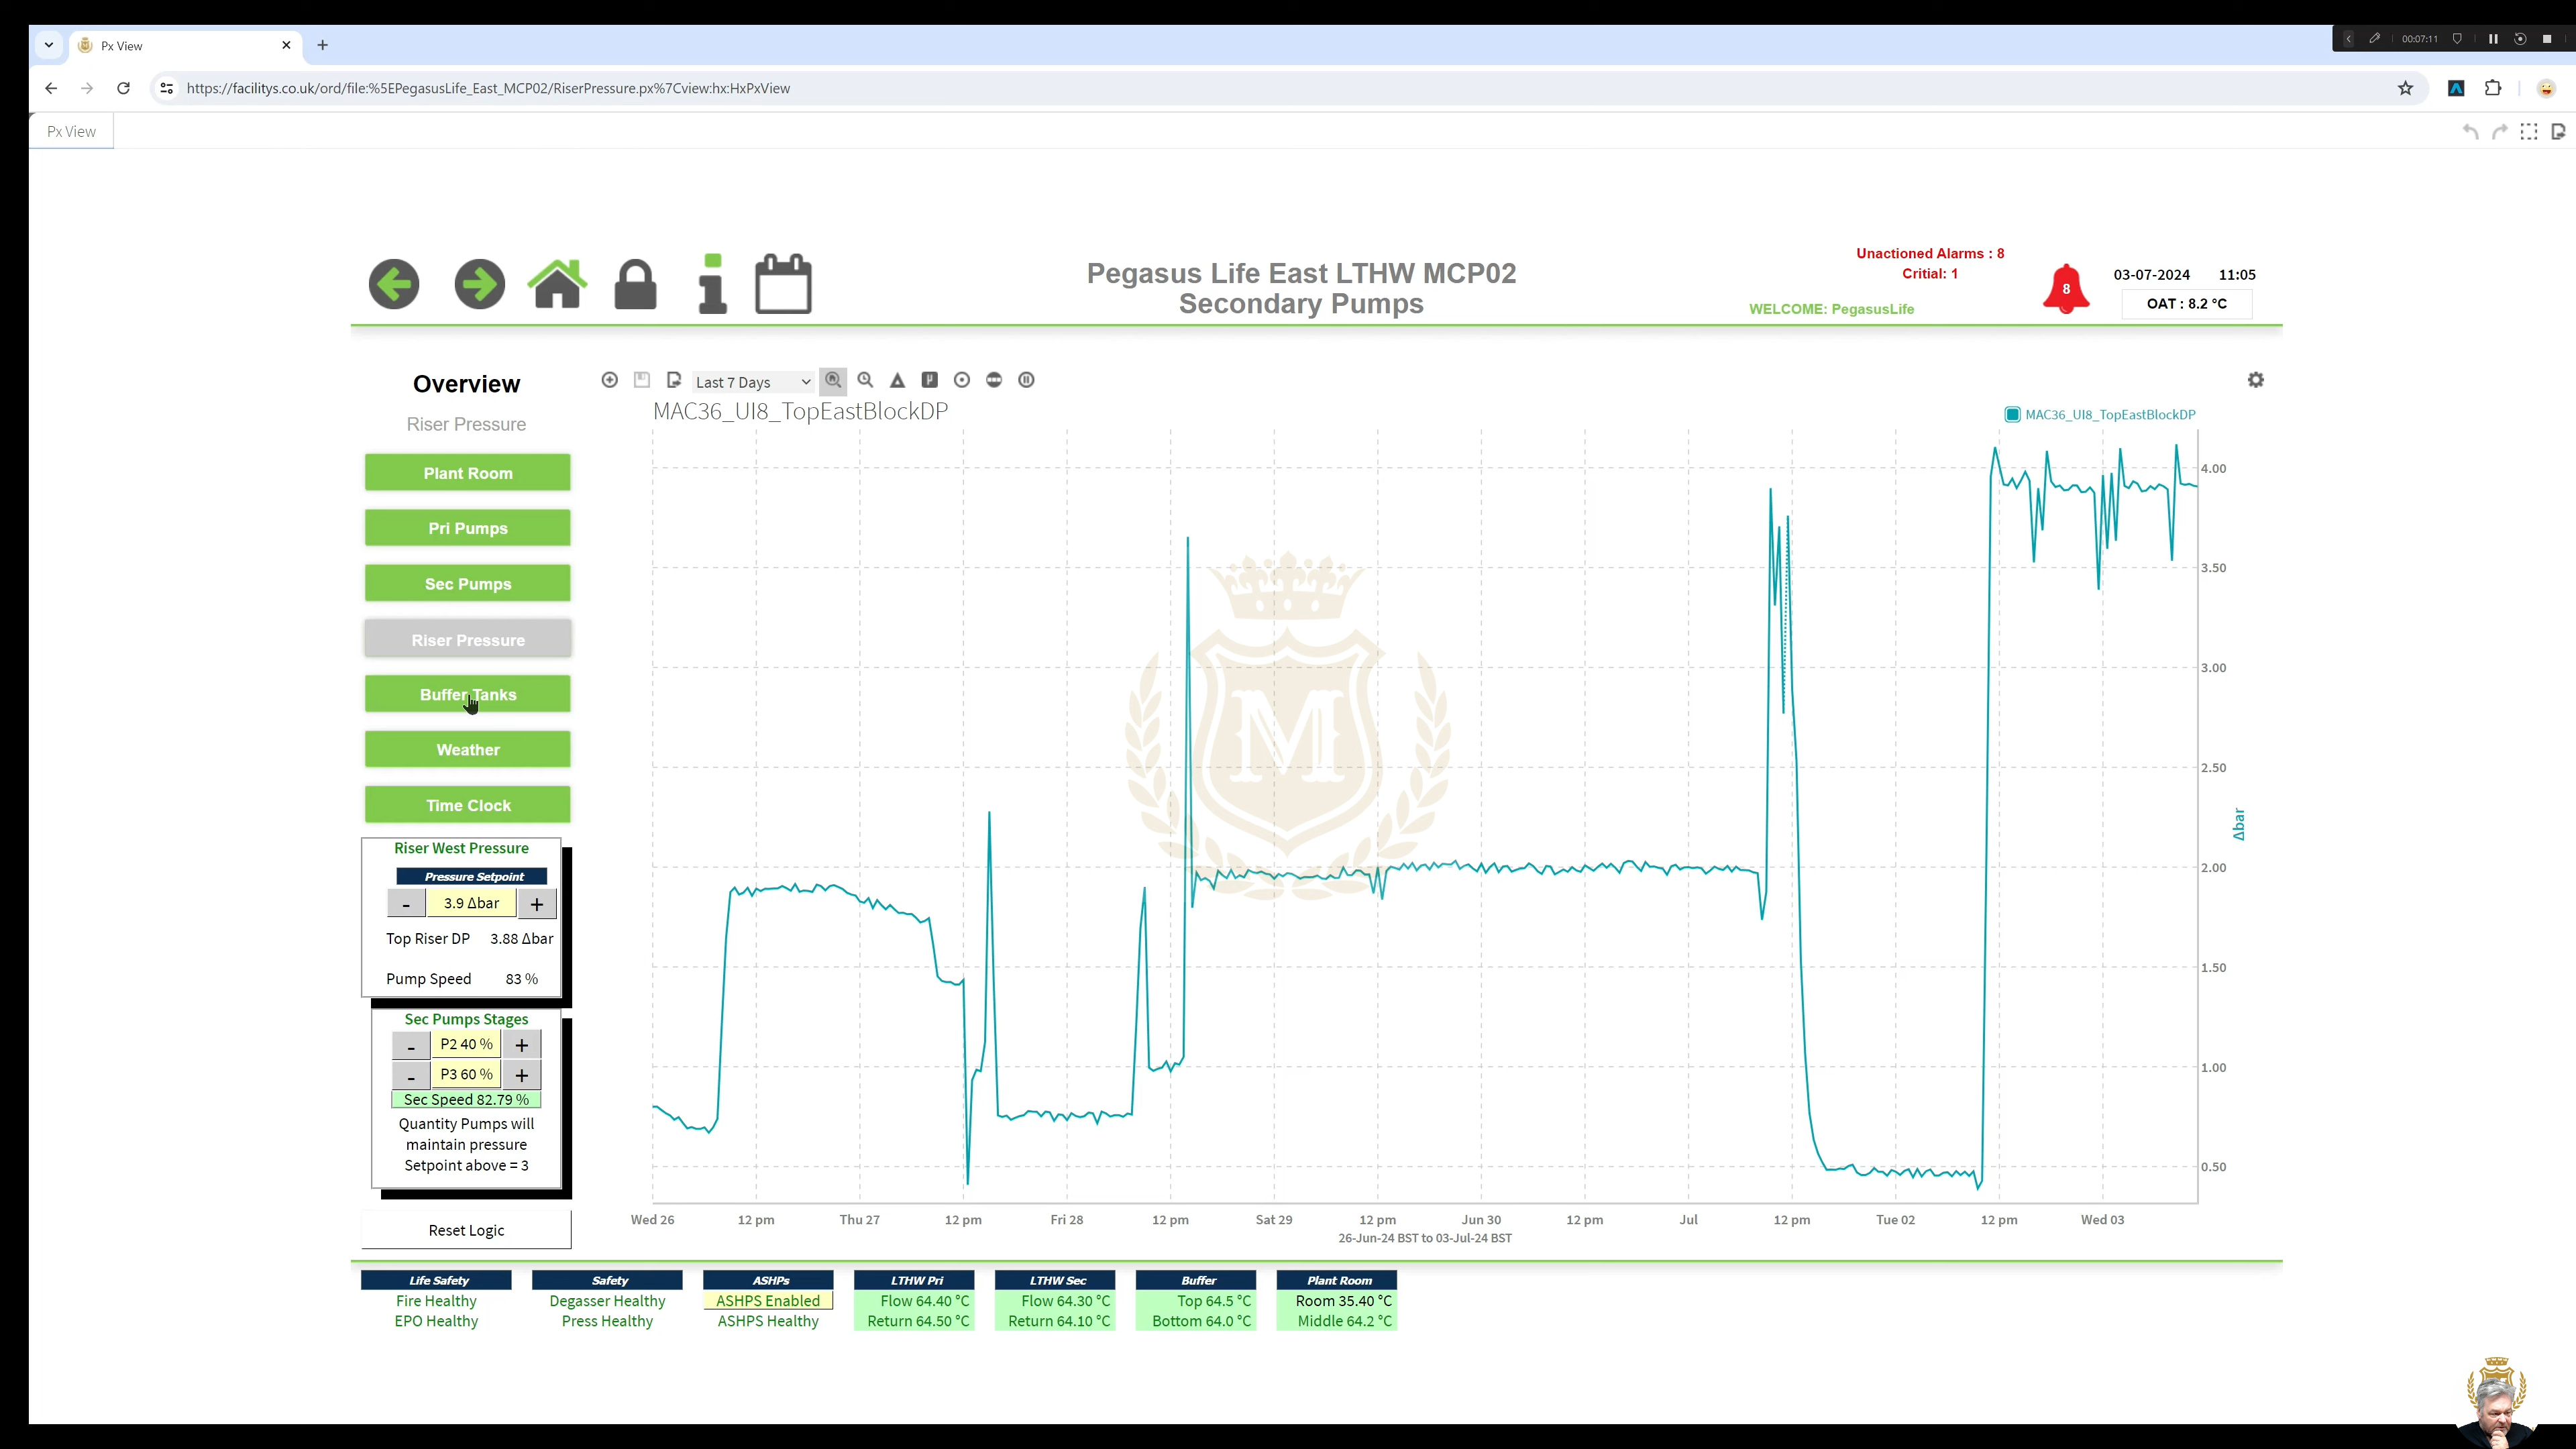 Px View
00:07:11
https://facilitys.co.uk/ord/file:%5EPegasusLife_East_MCP02/RiserPressure.px%7Cview:hx:HxPxView
Px View
Pegasus Life East LTHW MCP02
Secondary Pumps
Unactioned Alarms : 8
Critial: 1
WELCOME: PegasusLife
8
03-07-2024 11:05
OAT : 8.2 °C
Overview
Riser Pressure
Plant Room
Pri Pumps
Sec Pumps
Riser Pressure
Buffer Tanks
Weather
Time Clock
Riser West Pressure
Pressure Setpoint
- 3.9 Δbar +
Top Riser DP 3.88 Δbar
Pump Speed 83 %
Sec Pumps Stages
- P2 40 % +
- P3 60 % +
Sec Speed 82.79 %
Quantity Pumps will
maintain pressure
Setpoint above = 3
Reset Logic
Last 7 Days
μ
MAC36_UI8_TopEastBlockDP
MAC36_UI8_TopEastBlockDP
M
4.00
3.50
3.00
2.50
2.00
1.50
1.00
0.50
Δbar
Wed 26 12 pm Thu 27 12 pm Fri 28 12 pm Sat 29 12 pm Jun 30 12 pm Jul 12 pm Tue 02 12 pm Wed 03
26-Jun-24 BST to 03-Jul-24 BST
Life Safety
Fire Healthy
EPO Healthy
Safety
Degasser Healthy
Press Healthy
ASHPs
ASHPS Enabled
ASHPS Healthy
LTHW Pri
Flow 64.40 °C
Return 64.50 °C
LTHW Sec
Flow 64.30 °C
Return 64.10 °C
Buffer
Top 64.5 °C
Bottom 64.0 °C
Plant Room
Room 35.40 °C
Middle 64.2 °C